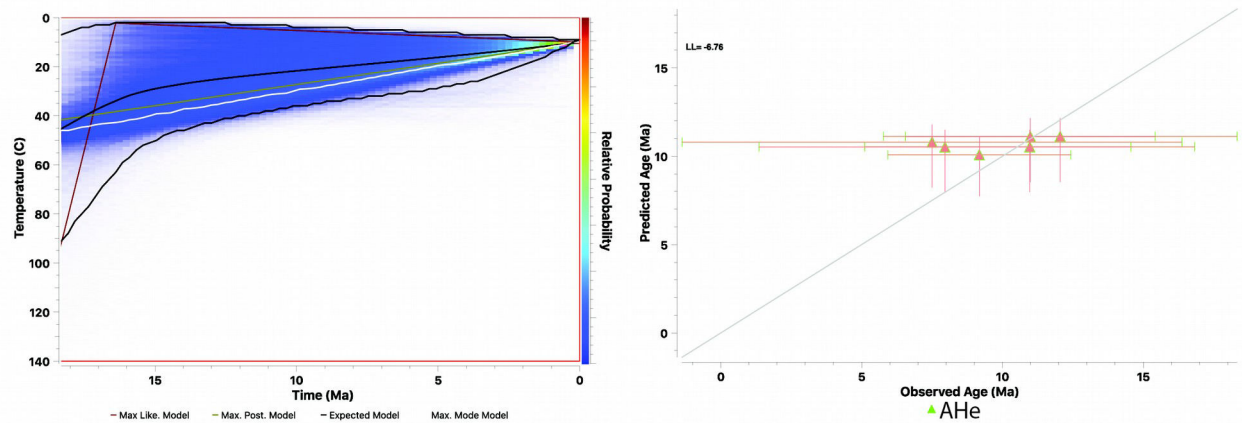 0
20
40
60
80
100
120
140
Temperature (C)
15
10
5
0
Time (Ma)
Relative Probability
Max Like. Model
Max. Post. Model
Expected Model
Max. Mode Model
LL= -6.76
15
10
5
0
Predicted Age (Ma)
0
5
10
15
Observed Age (Ma)
AHe